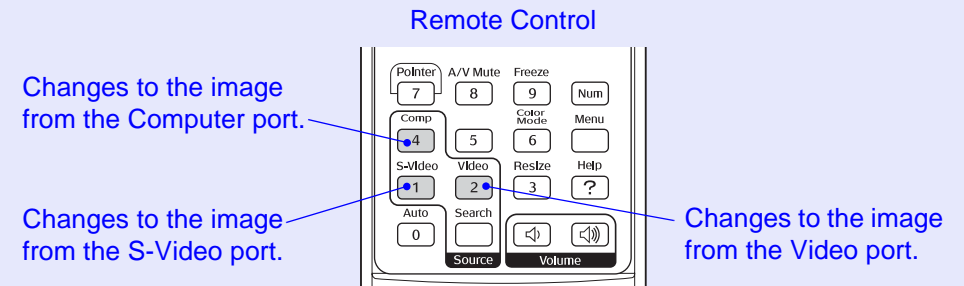 Remote Control
Changes to the image
from the Computer port.
Pointer A/V Mute Freeze
7 8 9 Num
Comp Color
Mode Menu
4 5 6
S-Video Video Resize Help
1 2 3 ?
Auto Search
0
Source Volume
Changes to the image
from the S-Video port.
Changes to the image
from the Video port.